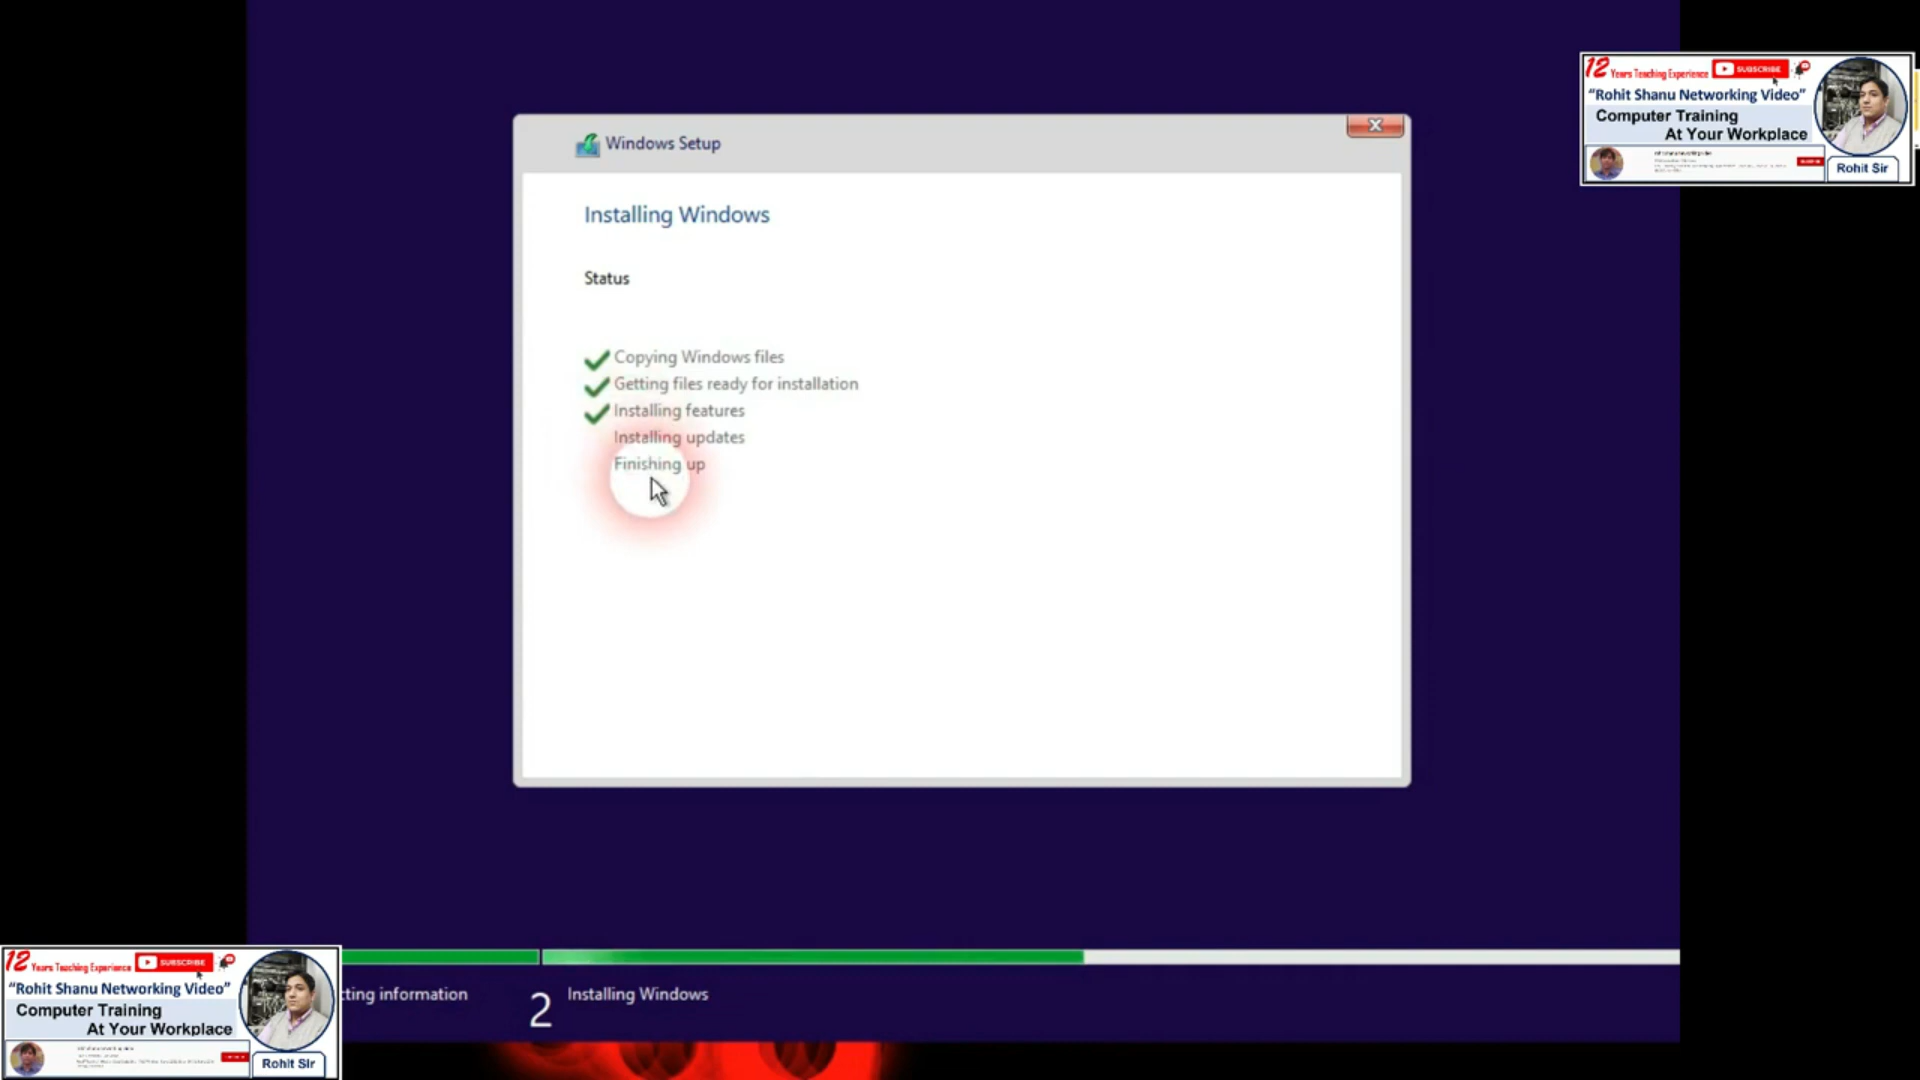 Windows Setup
Installing Windows
Status
Copying Windows files
Getting files ready for installation
Installing features
Installing updates
Finishing up
12 Years Teaching Experience SUBSCRIBE
“Rohit Shanu Networking Video”
Computer Training
At Your Workplace
Rohit Sir
12 Years Teaching Experience SUBSCRIBE
“Rohit Shanu Networking Video”
Computer Training
At Your Workplace
Rohit Sir
cting information
2 Installing Windows